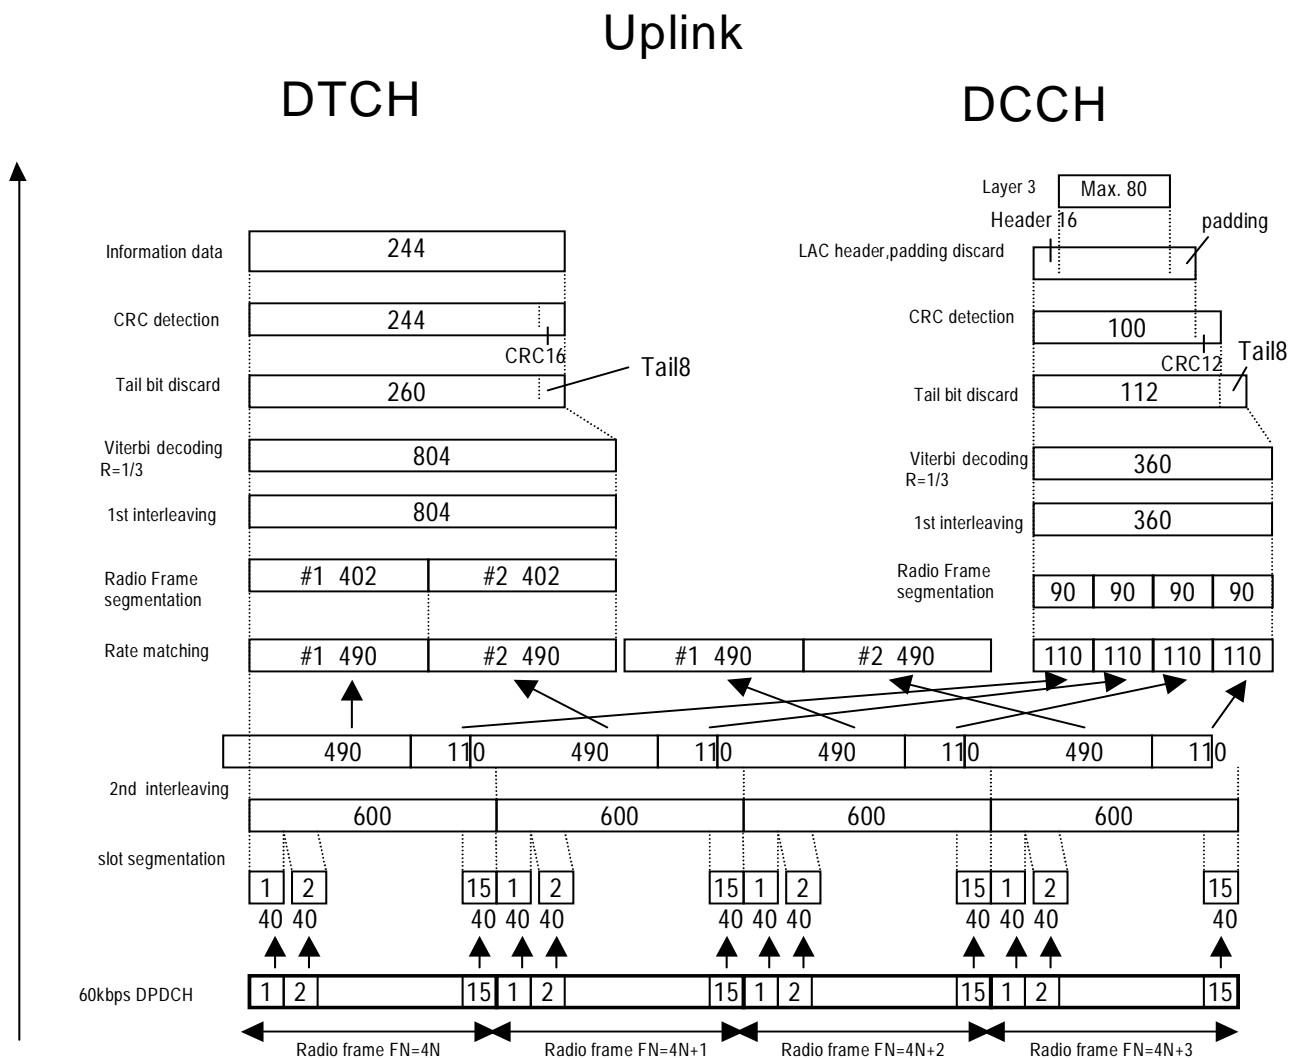 Uplink
DTCH
DCCH
Layer 3 Max. 80
Header 16
padding
Information data 244
LAC header,padding discard
CRC detection 244
CRC detection 100
CRC16
CRC12
Tail8
Tail8
Tail bit discard 260
Tail bit discard 112
Viterbi decoding 804
R=1/3
Viterbi decoding 360
R=1/3
1st interleaving 804
1st interleaving 360
Radio Frame
segmentation
#1 402 #2 402
Radio Frame
segmentation
90 90 90 90
Rate matching #1 490 #2 490 #1 490 #2 490 110 110 110 110
490 110 490 110 490 110 490 110
2nd interleaving
600 600 600 600
slot segmentation
1 2 15 1 2 15 1 2 15 1 2 15
40 40 40 40 40 40 40 40 40 40 40 40
60kbps DPDCH 1 2 15 1 2 15 1 2 15 1 2 15
Radio frame FN=4N Radio frame FN=4N+1 Radio frame FN=4N+2 Radio frame FN=4N+3